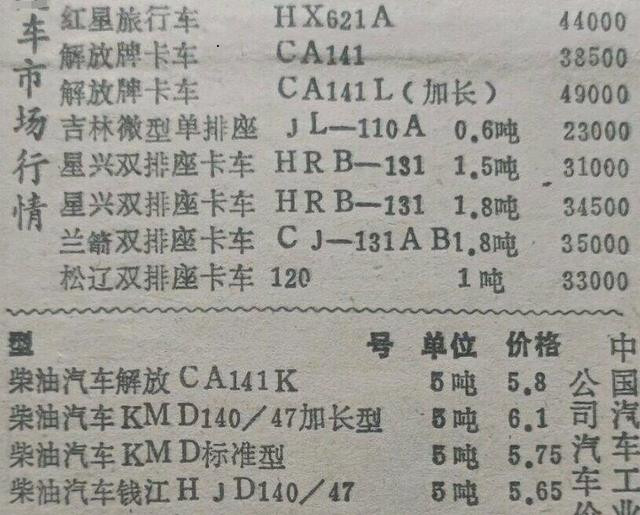 车市场行情
红星旅行车 HX621A 44000
解放牌卡车 CA141 38500
解放牌卡车 CA141L(加长) 49000
吉林微型单排座 JL—110A 0.6吨 23000
星兴双排座卡车 HRB—131 1.5吨 31000
星兴双排座卡车 HRB—131 1.8吨 34500
兰箭双排座卡车 CJ—131AB 1.8吨 35000
松辽双排座卡车 120 1吨 33000
型号 单位 价格
柴油汽车解放CA141K 5吨 5.8
柴油汽车KMD140/47加长型 5吨 6.1
柴油汽车KMD标准型 5吨 5.75
柴油汽车钱江HJD140/47 5吨 5.65
中国汽车工业
公司汽车价